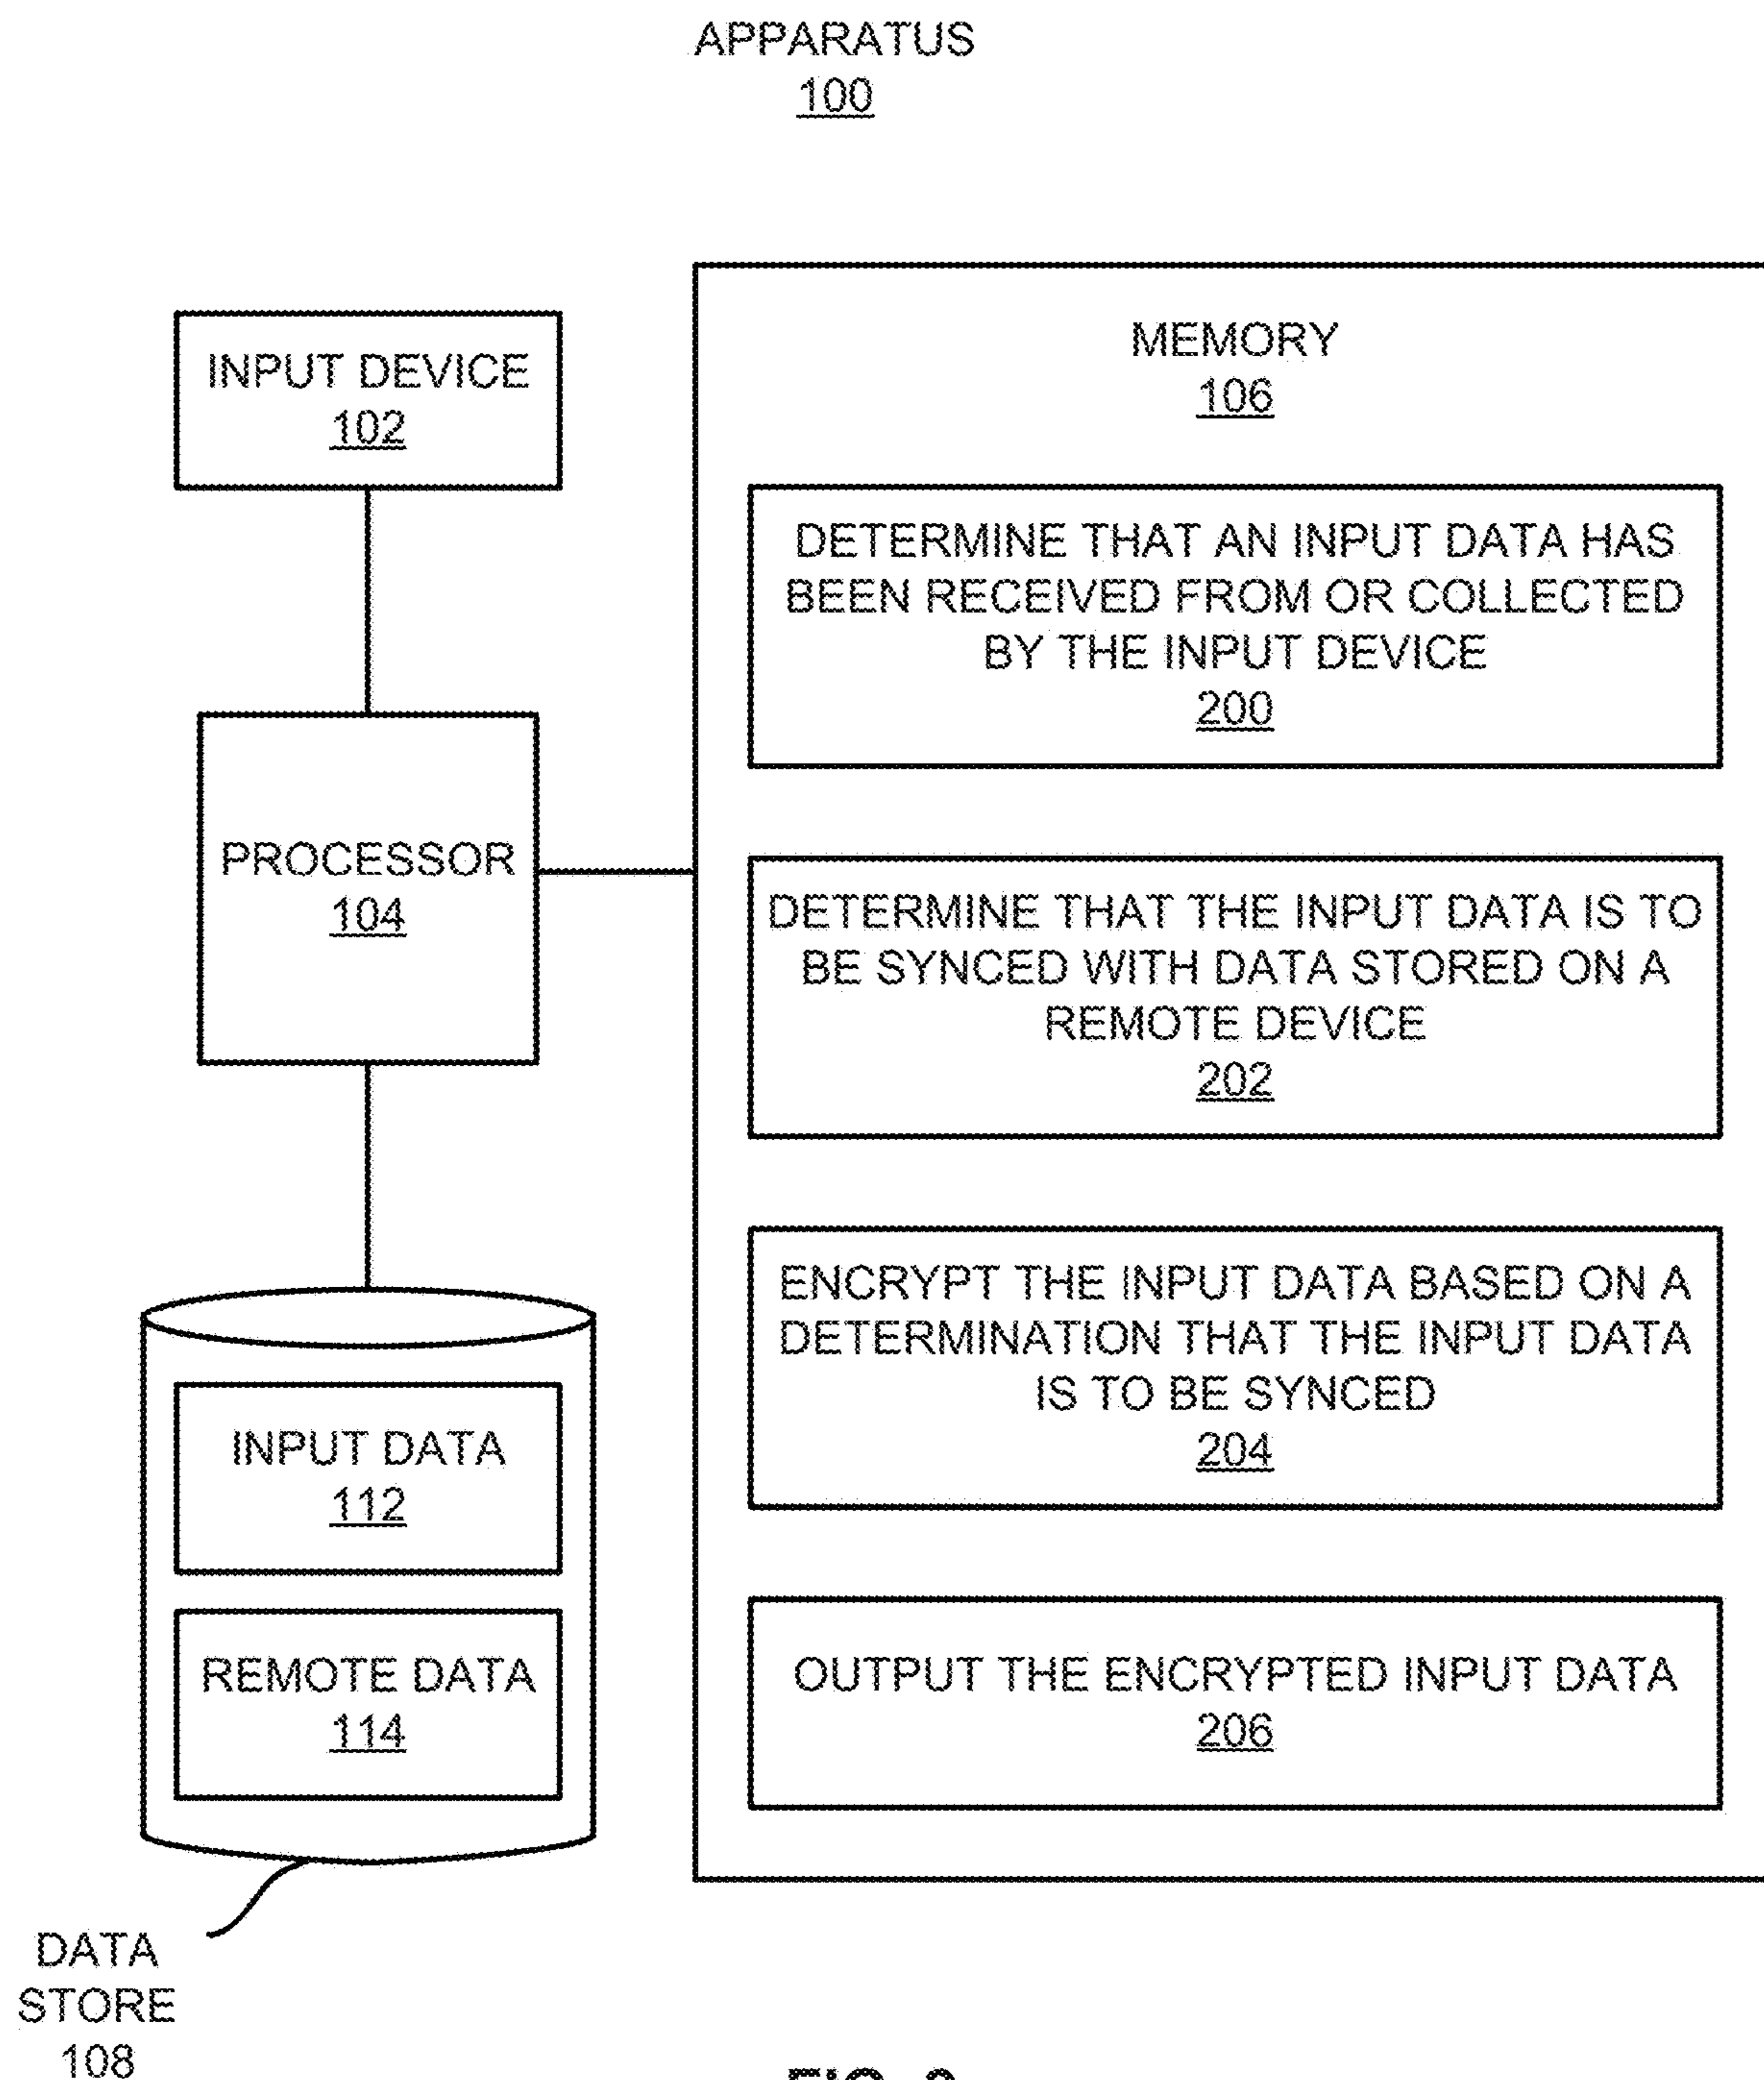 APPARATUS
100
INPUT DEVICE
102
PROCESSOR
104
INPUT DATA
112
REMOTE DATA
114
DATA
STORE
108
MEMORY
106
DETERMINE THAT AN INPUT DATA HAS
BEEN RECEIVED FROM OR COLLECTED
BY THE INPUT DEVICE
200
DETERMINE THAT THE INPUT DATA IS TO
BE SYNCED WITH DATA STORED ON A
REMOTE DEVICE
202
ENCRYPT THE INPUT DATA BASED ON A
DETERMINATION THAT THE INPUT DATA
IS TO BE SYNCED
204
OUTPUT THE ENCRYPTED INPUT DATA
206
FIG.